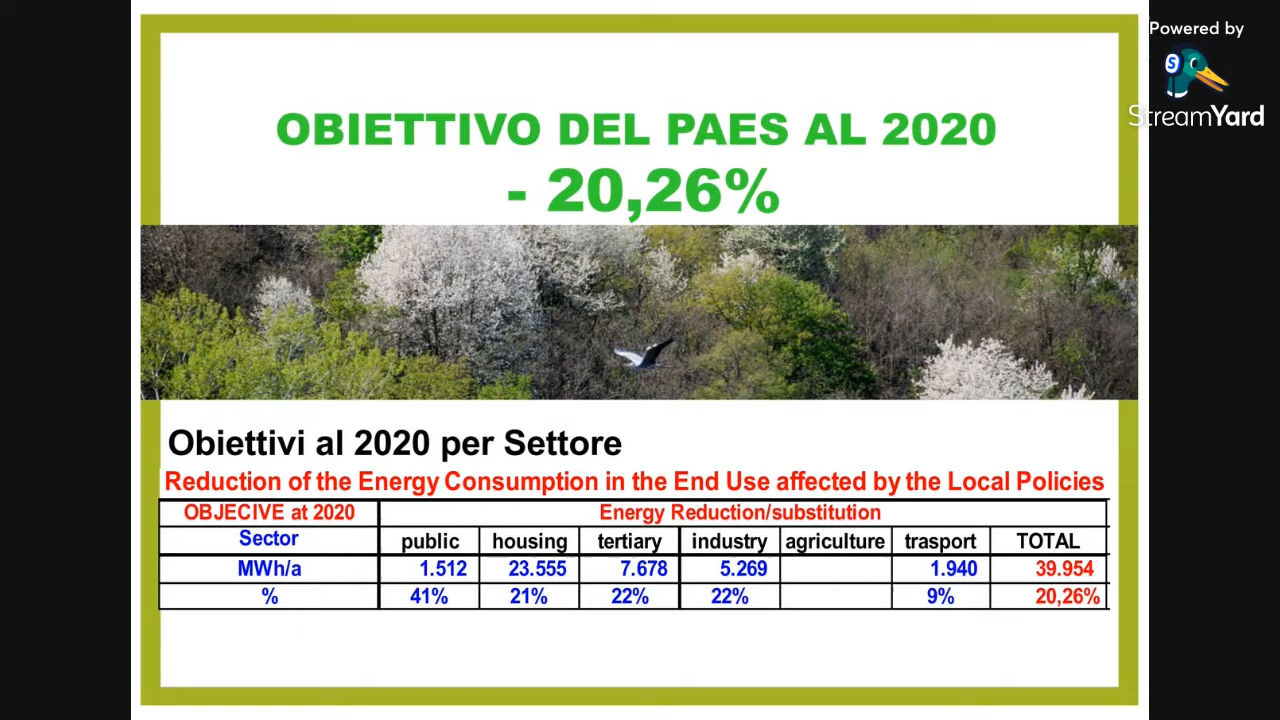 Powered by
StreamYard
OBIETTIVO DEL PAES AL 2020
- 20,26%
Obiettivi al 2020 per Settore
Reduction of the Energy Consumption in the End Use affected by the Local Policies
OBJECIVE at 2020 Energy Reduction/substitution
Sector public housing tertiary industry agriculture trasport TOTAL
MWh/a 1.512 23.555 7.678 5.269 1.940 39.954
% 41% 21% 22% 22% 9% 20,26%